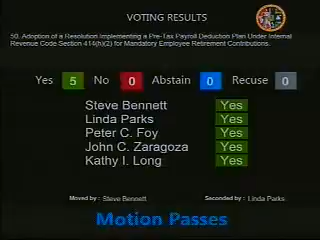 VOTING RESULTS
50. Adoption of a Resolution Implementing a Pre-Tax Payroll Deduction Plan Under Internal
Revenue Code Section 414(h)(2) for Mandatory Employee Retirement Contributions.
Yes 5 No 0 Abstain 0 Recuse 0
Steve Bennett Yes
Linda Parks Yes
Peter C. Foy Yes
John C. Zaragoza Yes
Kathy I. Long Yes
Moved by : Steve Bennett Seconded by : Linda Parks
Motion Passes